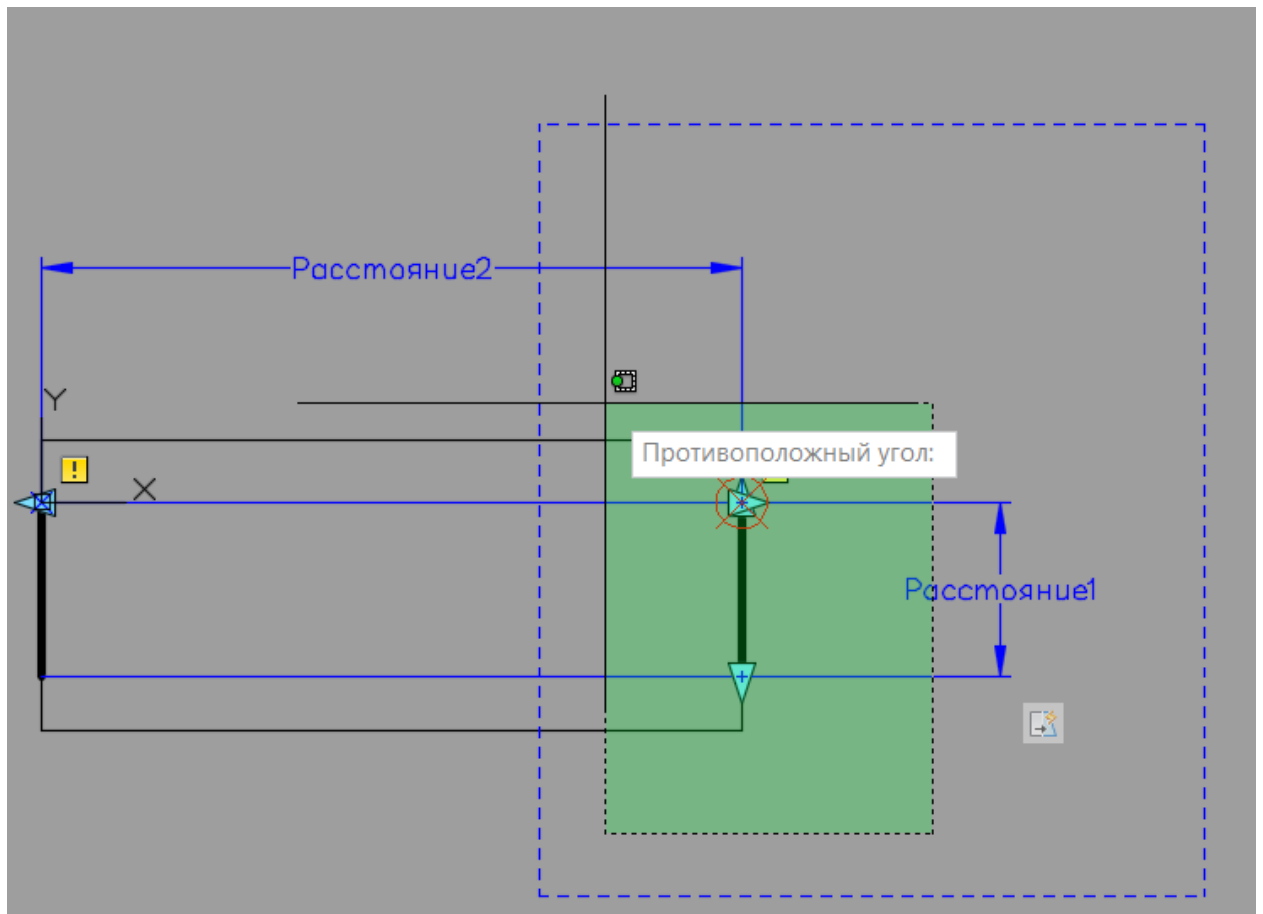 Расстояние2
Y
Противоположный угол:
!
X
Расстояние1